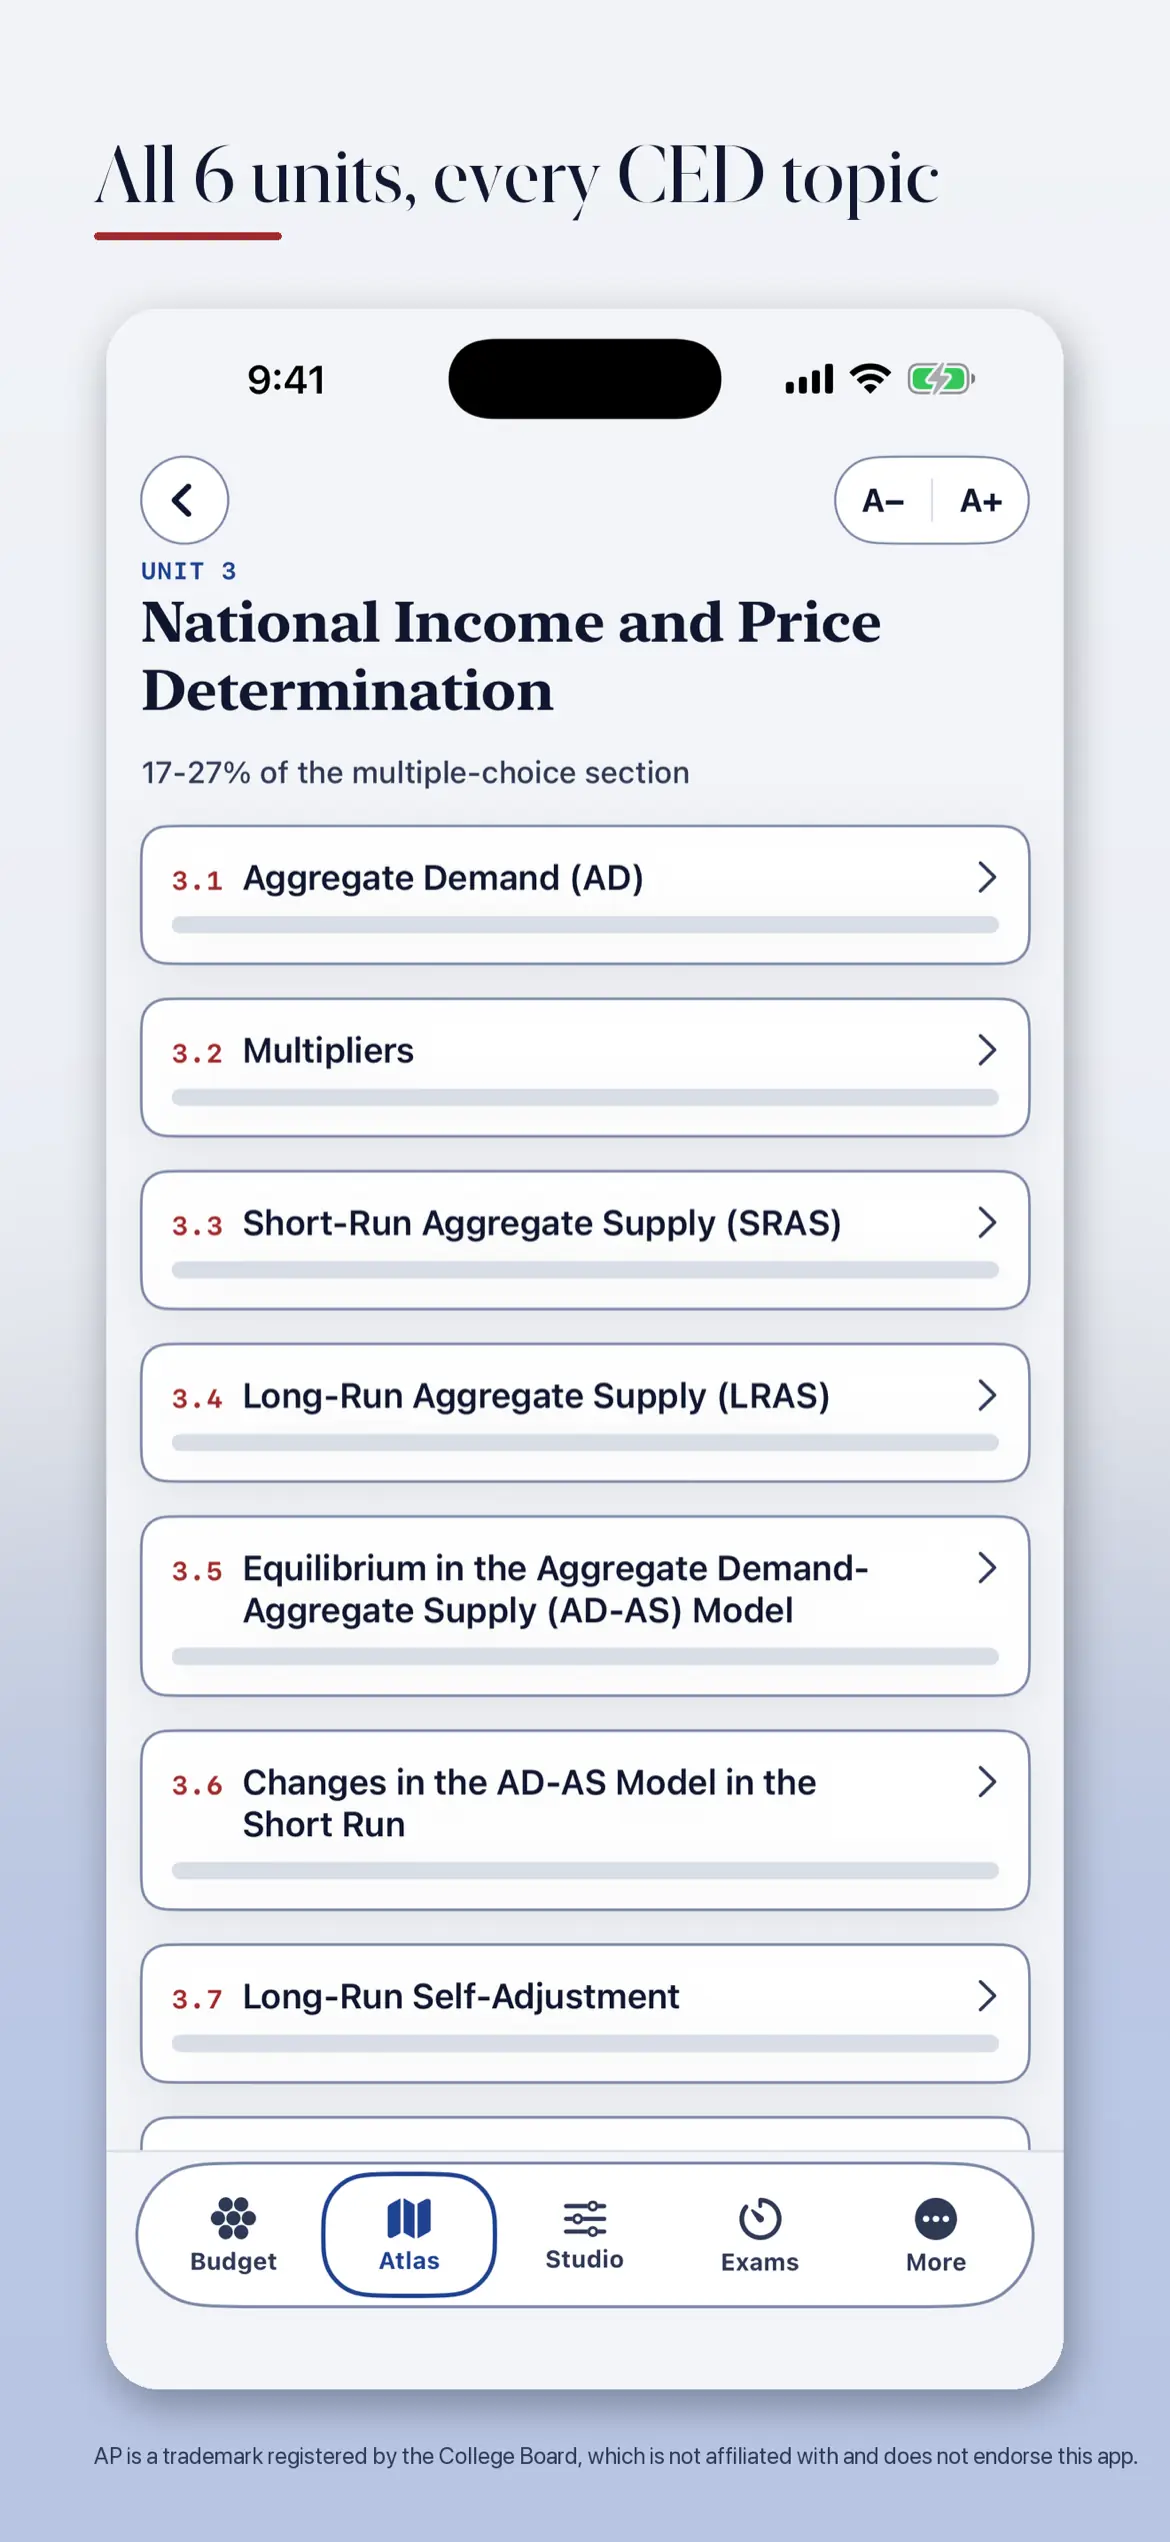 All 6 units, every CED topic
9:41
A– A+
UNIT 3
National Income and Price
Determination
17-27% of the multiple-choice section
3.1 Aggregate Demand (AD)
3.2 Multipliers
3.3 Short-Run Aggregate Supply (SRAS)
3.4 Long-Run Aggregate Supply (LRAS)
3.5 Equilibrium in the Aggregate Demand-
Aggregate Supply (AD-AS) Model
3.6 Changes in the AD-AS Model in the
Short Run
3.7 Long-Run Self-Adjustment
Budget Atlas Studio Exams More
AP is a trademark registered by the College Board, which is not affiliated with and does not endorse this app.